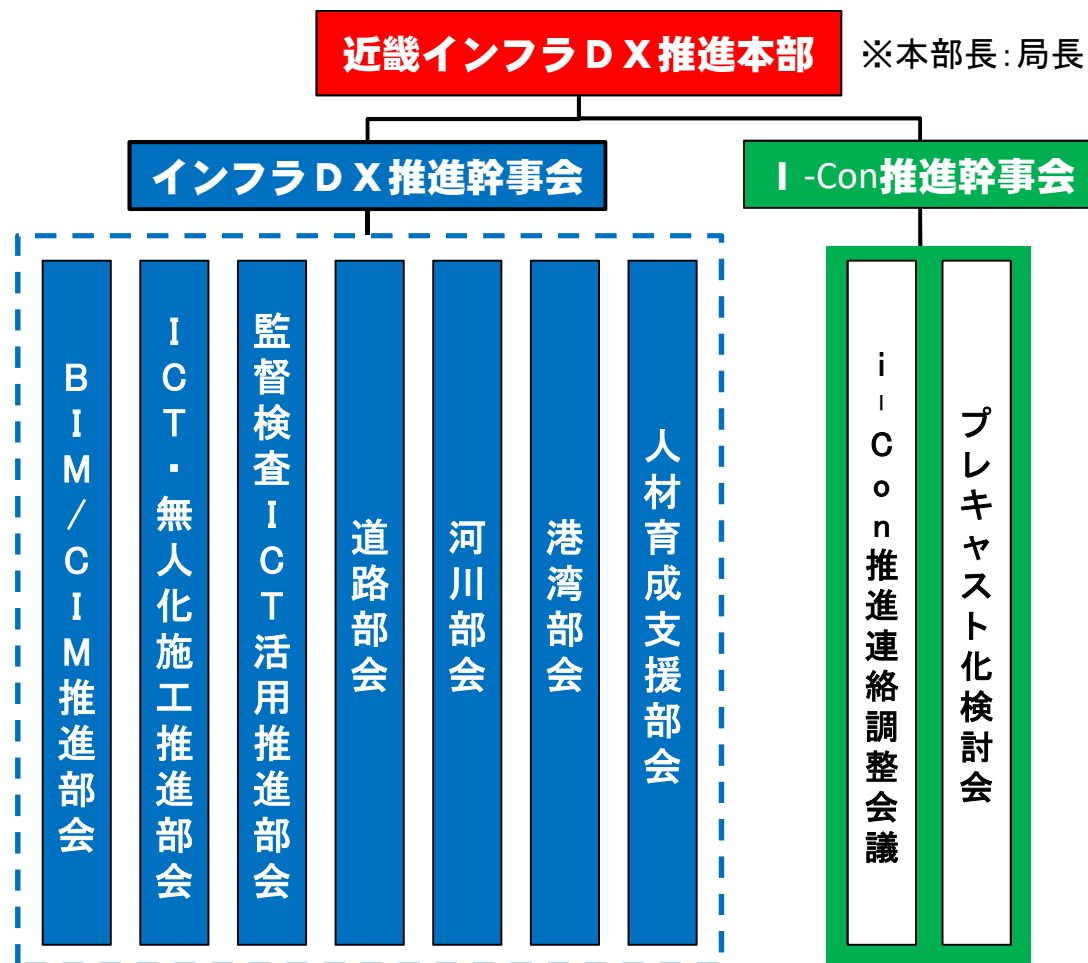 近畿インフラDX推進本部
※本部長:局長
インフラDX推進幹事会
I-Con推進幹事会
BIM/CIM推進部会
ICT・無人化施工推進部会
監督検査ICT活用推進部会
道路部会
河川部会
港湾部会
人材育成支援部会
i-Con推進連絡調整会議
プレキャスト化検討会